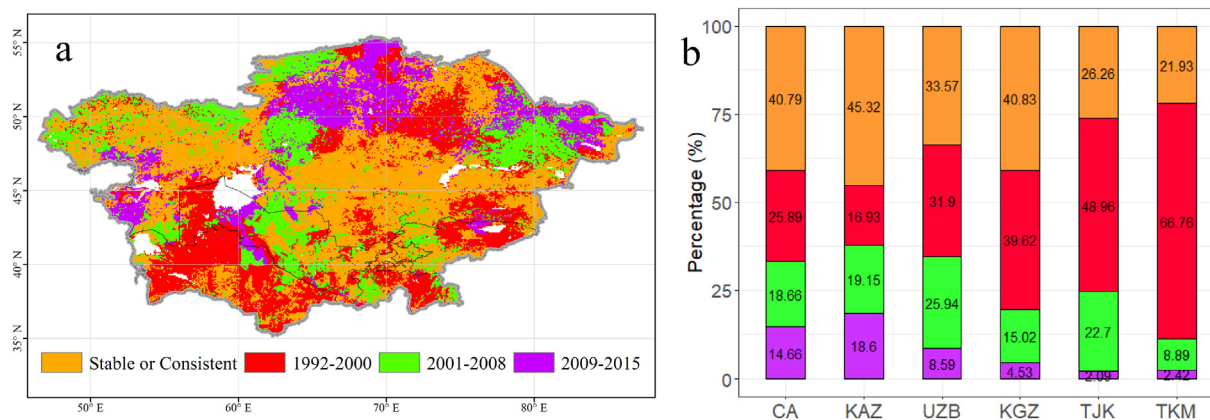 a
55°N
50°N
45°N
40°N
35°N
Stable or Consistent 1992-2000 2001-2008 2009-2015
50° E 60° E 70° E 80° E
b
Percentage (%)
100
75
50
25
0
40.79 45.32 33.57 40.83 26.26 21.93
25.89 16.93 31.9 39.62 48.96 66.76
18.66 19.15 25.94 15.02 22.7 8.89
14.66 18.6 8.59 4.53 2.09 2.42
CA KAZ UZB KGZ TJK TKM